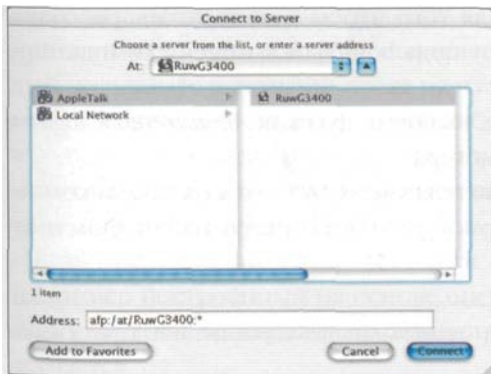 Connect to Server
Choose a server from the list, or enter a server address
At: RuwG3400
AppleTalk
Local Network
RuwG3400
1 item
Address: afp:/at/RuwG3400:*
Add to Favorites
Cancel
Connect